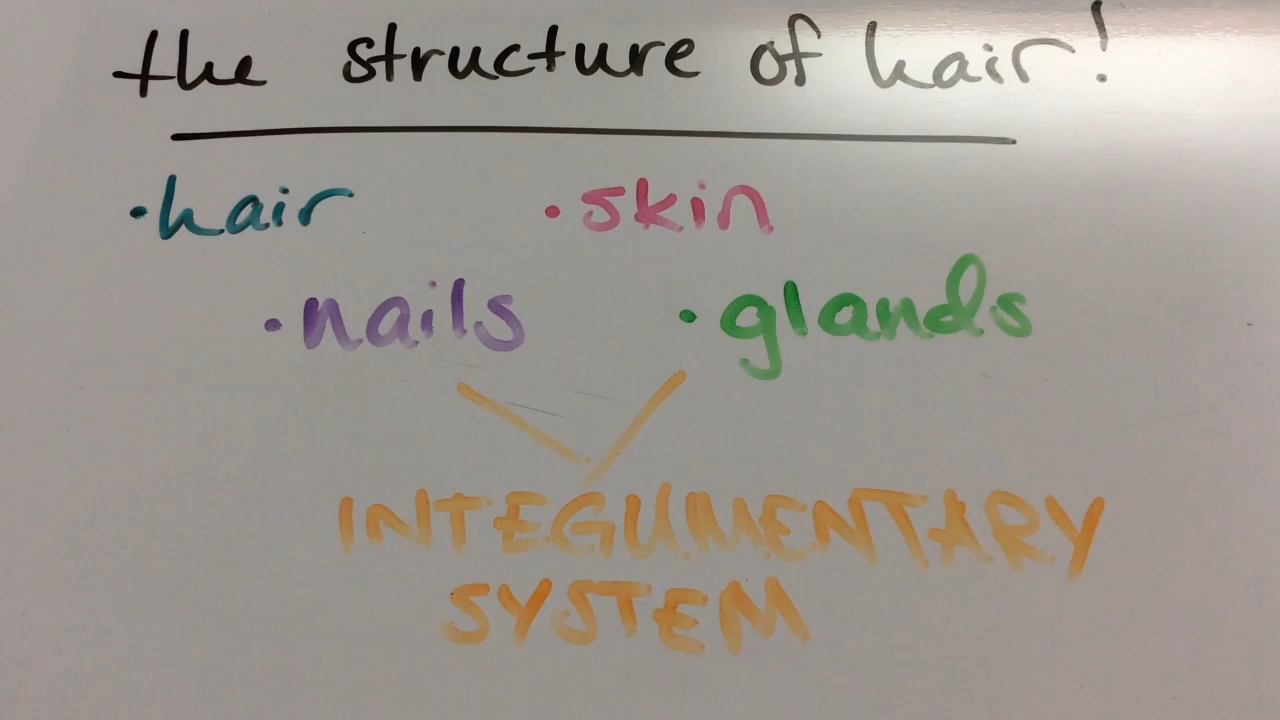 the structure of hair!
·hair ·skin
·nails ·glands
INTEGUMENTARY
SYSTEM